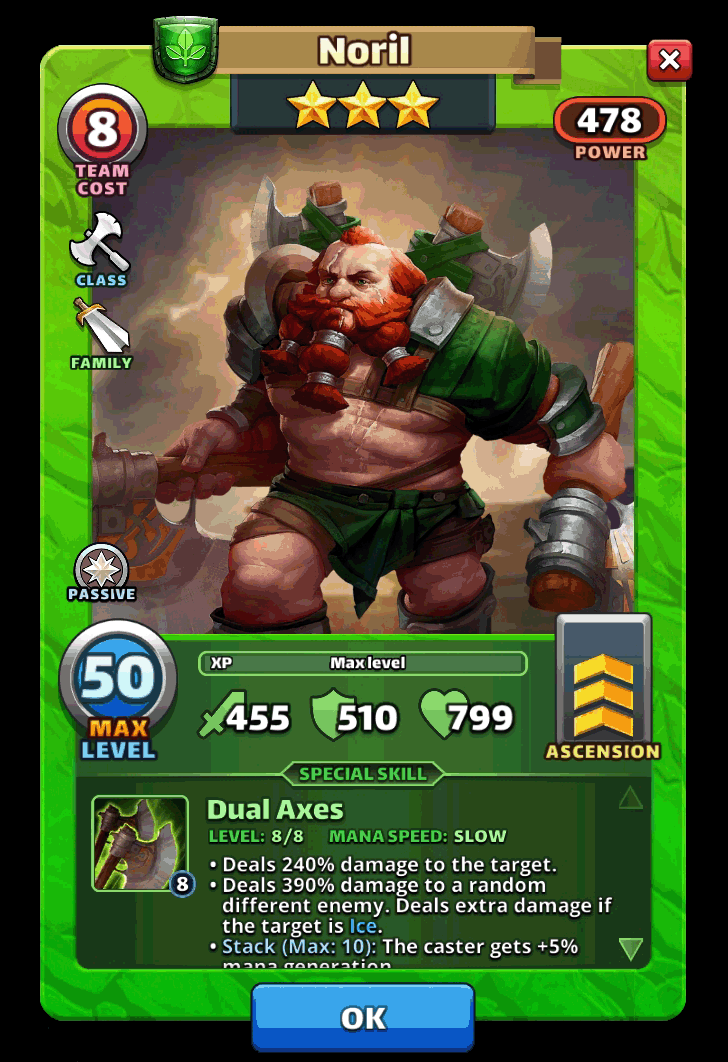 Noril
8
TEAM
COST
478
POWER
CLASS
FAMILY
PASSIVE
50
MAX
LEVEL
XP Max level
455 510 799
ASCENSION
SPECIAL SKILL
Dual Axes
LEVEL: 8/8 MANA SPEED: SLOW
8
• Deals 240% damage to the target.
• Deals 390% damage to a random
different enemy. Deals extra damage if
the target is Ice.
• Stack (Max: 10): The caster gets +5%
mana generation
OK